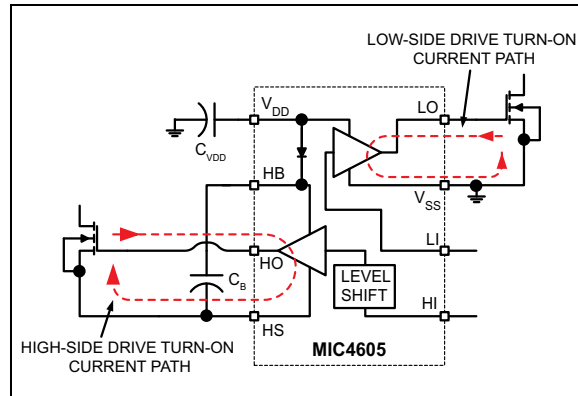 LOW-SIDE DRIVE TURN-ON
CURRENT PATH
VDD
LO
CVDD
HB
VSS
HO
LI
CB
LEVEL
SHIFT
HI
HS
MIC4605
HIGH-SIDE DRIVE TURN-ON
CURRENT PATH